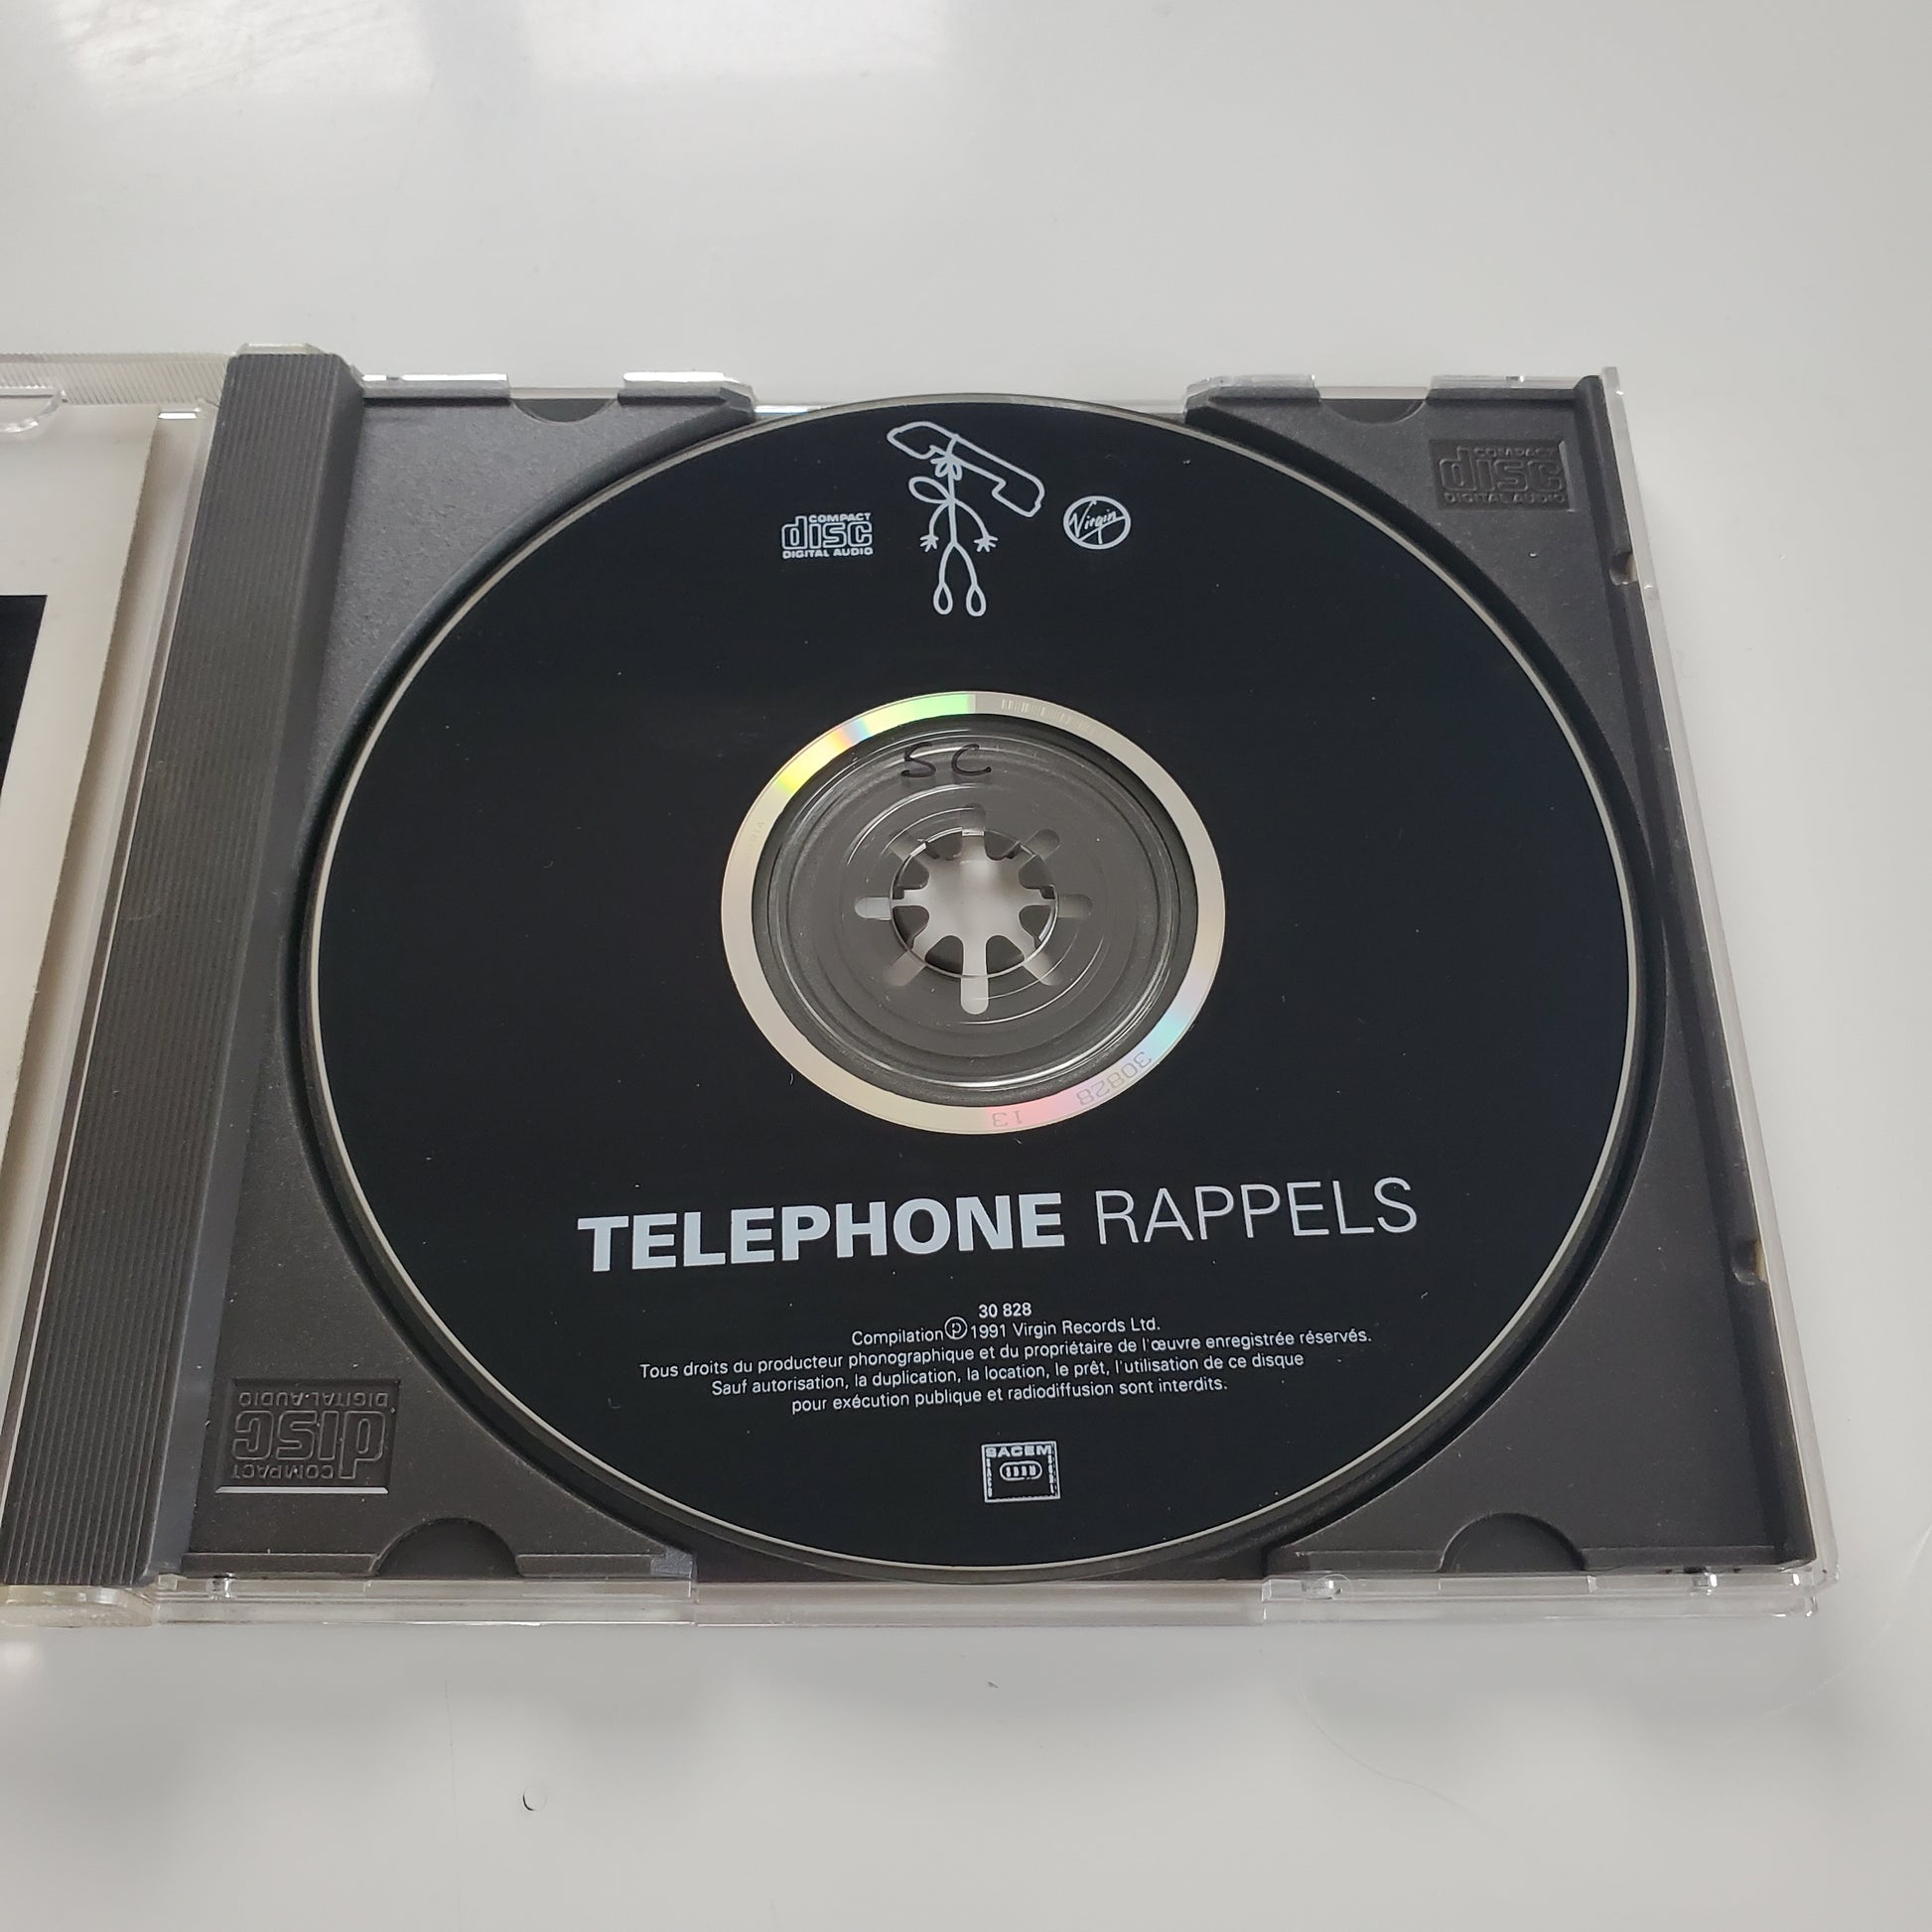 COMPACT
disc
DIGITAL AUDIO
COMPACT
disc
DIGITAL AUDIO
Virgin
SC
30828 13
TELEPHONE RAPPELS
30 828
Compilation Ⓟ 1991 Virgin Records Ltd.
Tous droits du producteur phonographique et du propriétaire de l'œuvre enregistrée réservés.
Sauf autorisation, la duplication, la location, le prêt, l'utilisation de ce disque
pour exécution publique et radiodiffusion sont interdits.
COMPACT
disc
DIGITAL AUDIO
SACEM